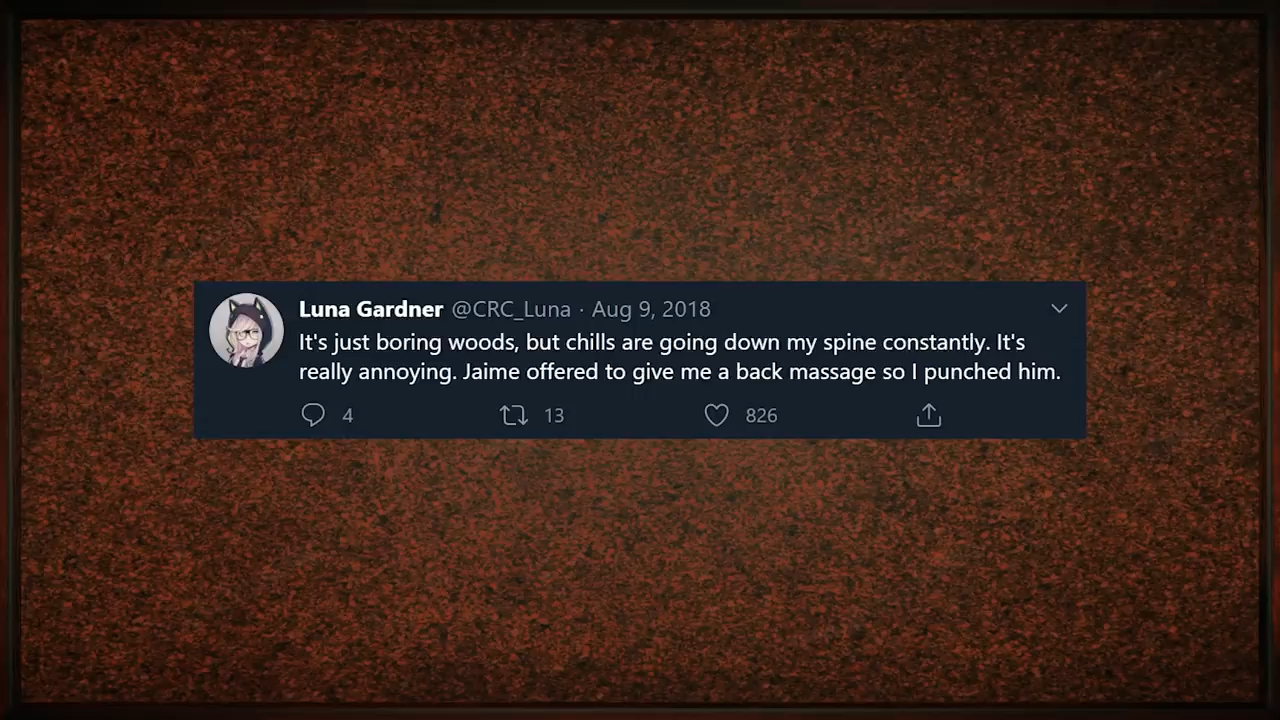 Luna Gardner @CRC_Luna · Aug 9, 2018
It's just boring woods, but chills are going down my spine constantly. It's
really annoying. Jaime offered to give me a back massage so I punched him.
4 13 826